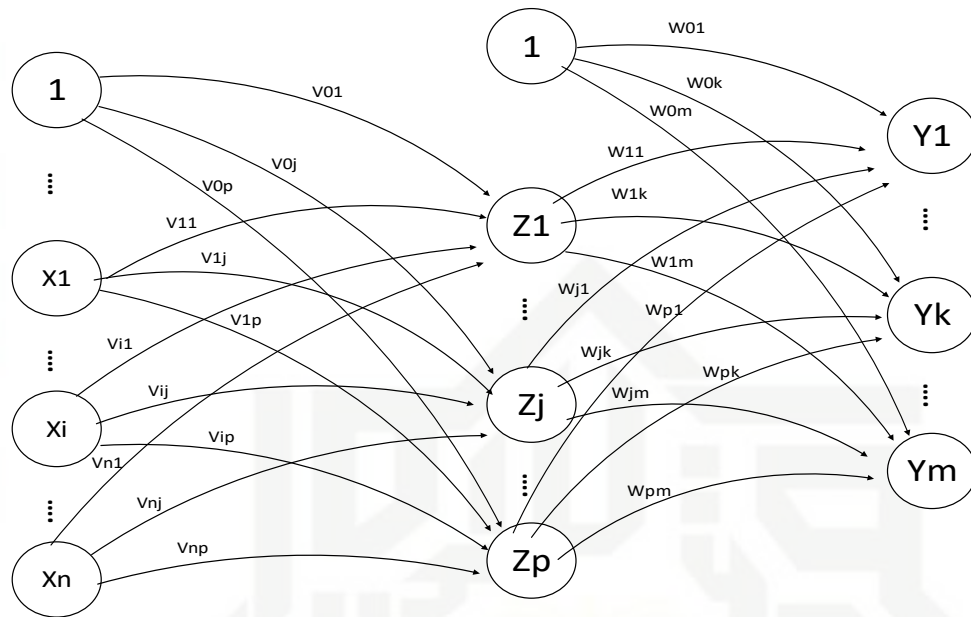 1
V01
V0j
V0p
X1
V11
V1j
V1p
Xi
Vi1
Vij
Vip
Xn
Vn1
Vnj
Vnp
1
W01
W0k
W0m
Z1
W11
W1k
W1m
Zj
Wj1
Wjk
Wjm
Zp
Wp1
Wpk
Wpm
Y1
Yk
Ym